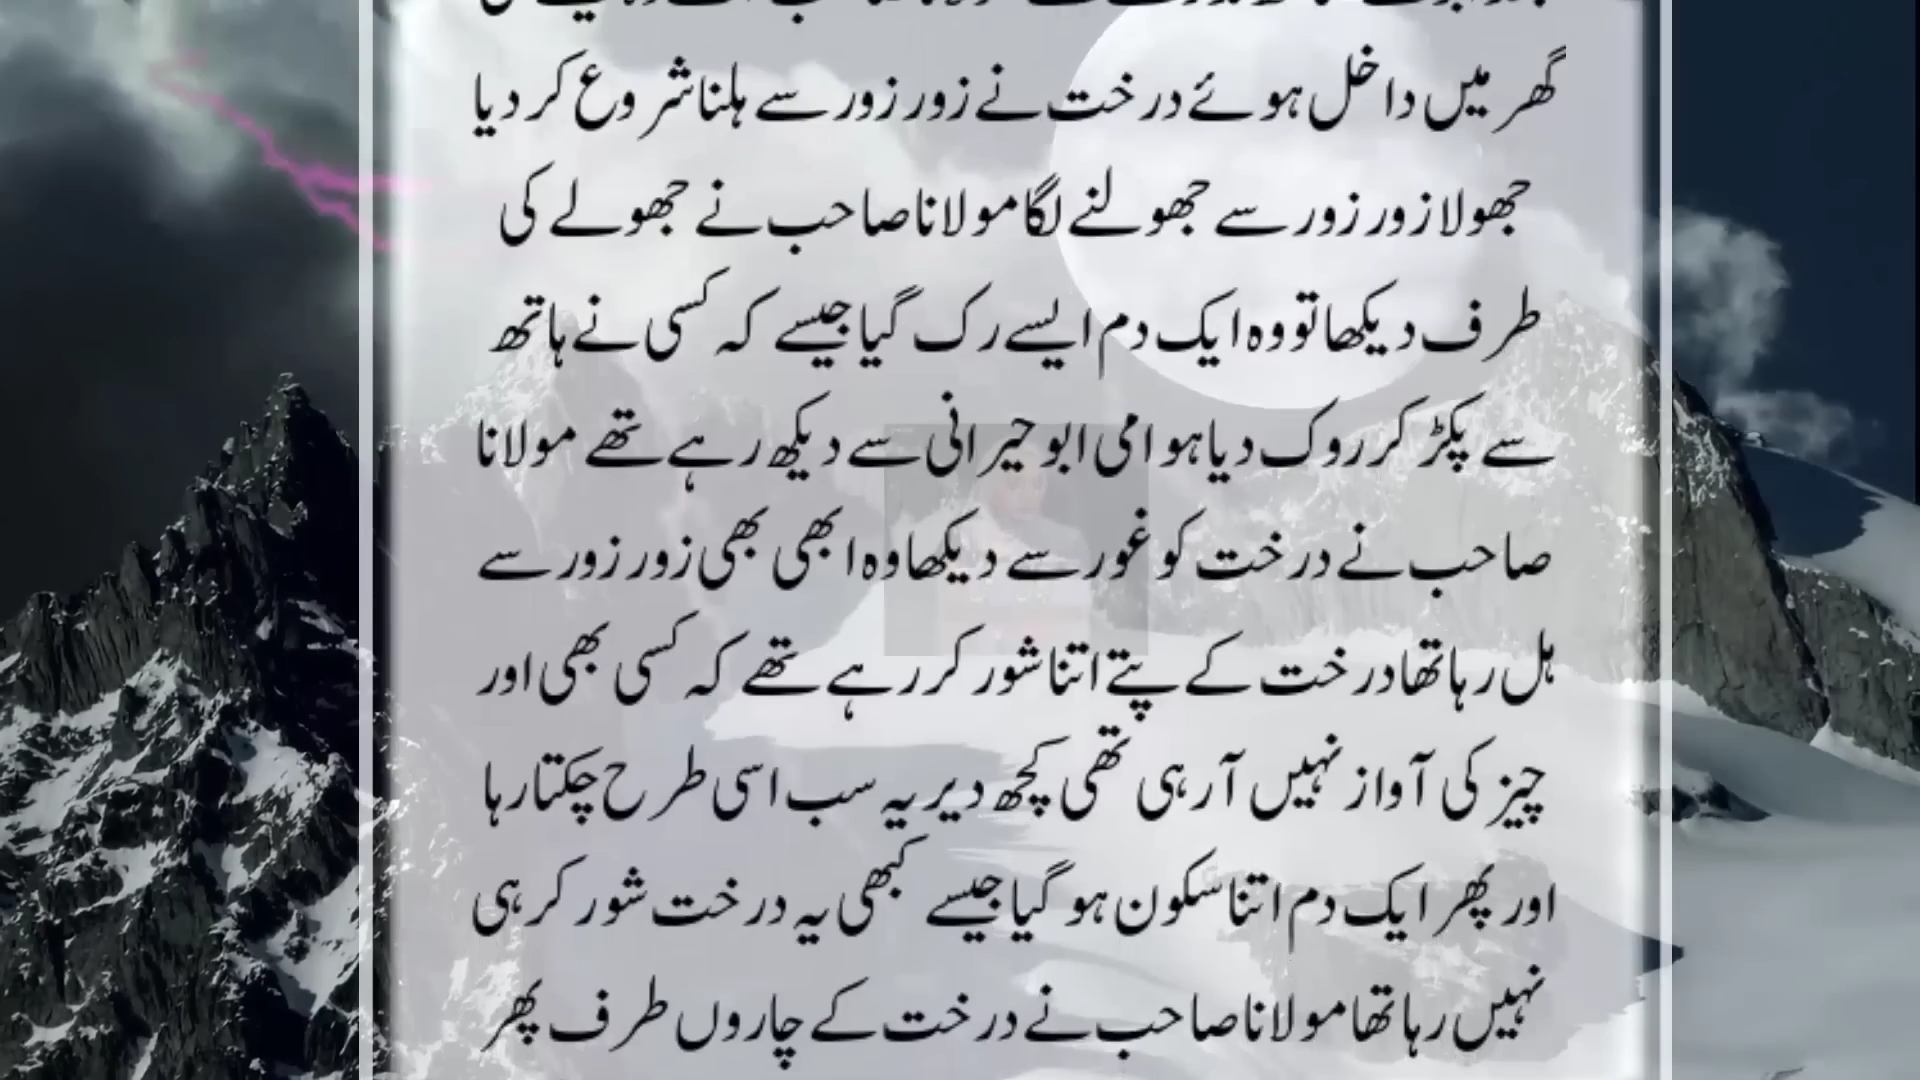 گھر میں داخل ہوئے درخت نے زور زور سے ہلنا شروع کر دیا
جھولا زور زور سے جھولنے لگا مولانا صاحب نے جھولے کی
طرف دیکھا تو وہ ایک دم ایسے رک گیا جیسے کہ کسی نے ہاتھ
سے پکڑ کر روک دیا ہو امی ابو حیرانی سے دیکھ رہے تھے مولانا
صاحب نے درخت کو غور سے دیکھا وہ ابھی بھی زور زور سے
ہل رہا تھا درخت کے پتے اتنا شور کر رہے تھے کہ کسی بھی اور
چیز کی آواز نہیں آرہی تھی کچھ دیر یہ سب اسی طرح چکتا رہا
اور پھر ایک دم اتنا سکون ہو گیا جیسے کبھی یہ درخت شور کر ہی
نہیں رہا تھا مولانا صاحب نے درخت کے چاروں طرف پھر